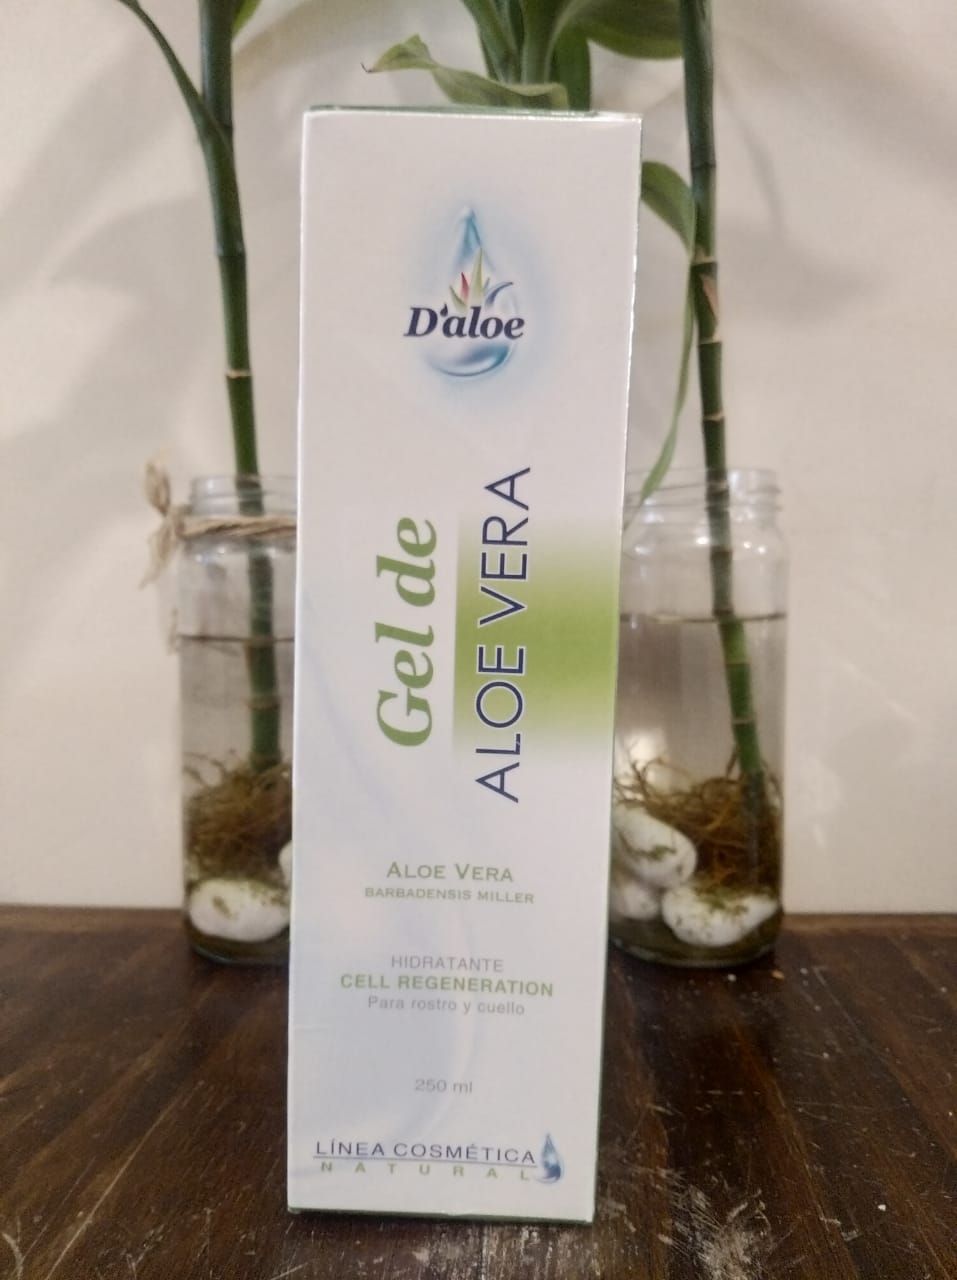 D'aloe
Gel de
ALOE VERA
ALOE VERA
BARBADENSIS MILLER
HIDRATANTE
CELL REGENERATION
Para rostro y cuello
250 ml
LÍNEA COSMÉTICA
NATURAL